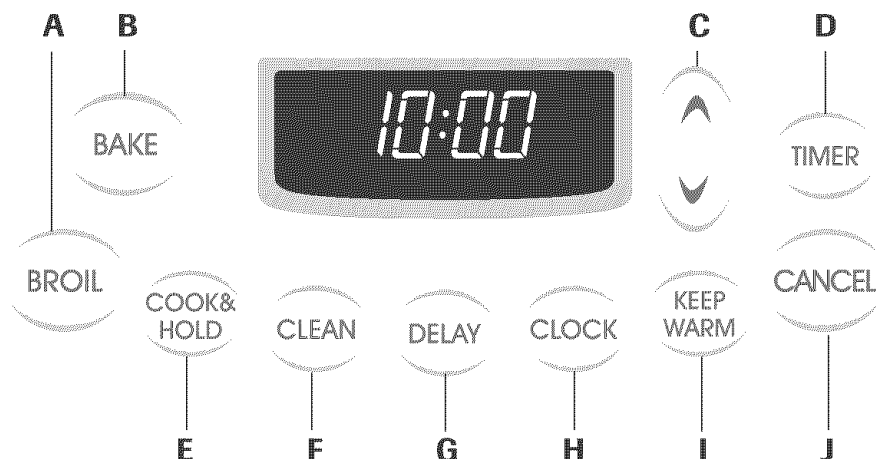 A
B
C
D
10:00
BAKE
TIMER
BROIL
COOK&
HOLD
CLEAN
DELAY
CLOCK
KEEP
WARM
CANCEL
E
F
G
H
I
J